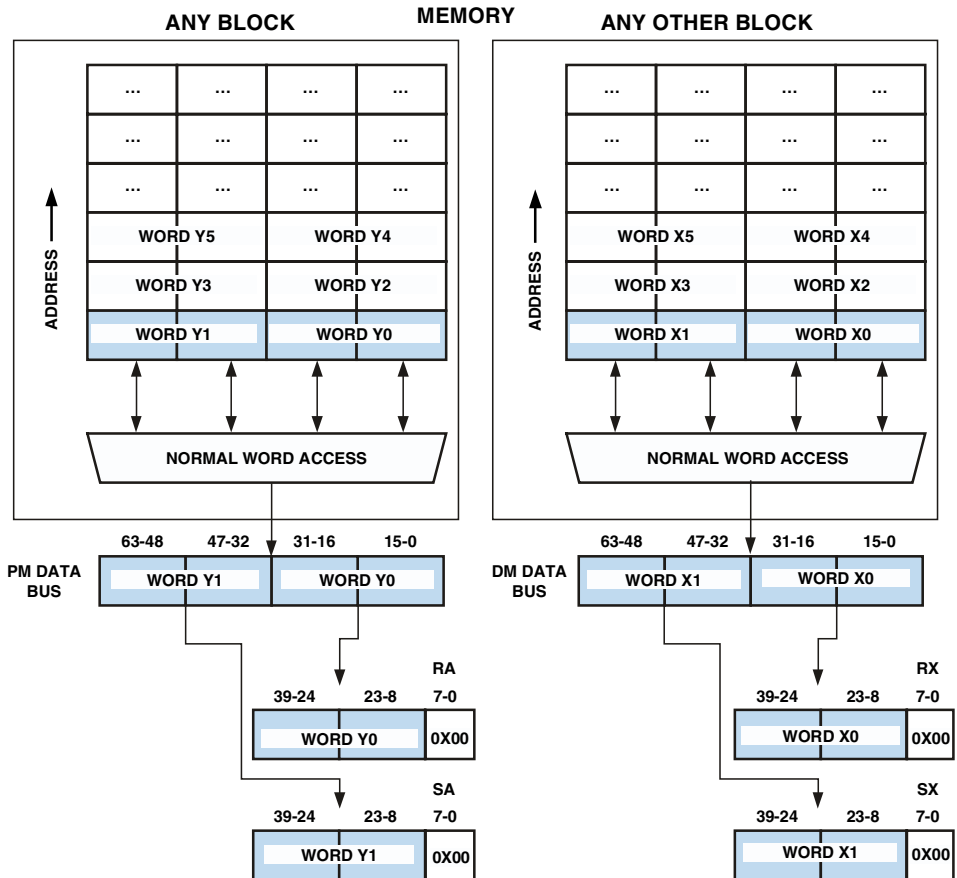 MEMORY
ANY BLOCK
ANY OTHER BLOCK
... ... ... ...
... ... ... ...
... ... ... ...
WORD Y5 WORD Y4
WORD Y3 WORD Y2
WORD Y1 WORD Y0
ADDRESS
NORMAL WORD ACCESS
... ... ... ...
... ... ... ...
... ... ... ...
WORD X5 WORD X4
WORD X3 WORD X2
WORD X1 WORD X0
ADDRESS
NORMAL WORD ACCESS
63-48 47-32 31-16 15-0
PM DATA
BUS
WORD Y1 WORD Y0
RA
39-24 23-8 7-0
WORD Y0 0X00
SA
39-24 23-8 7-0
WORD Y1 0X00
63-48 47-32 31-16 15-0
DM DATA
BUS
WORD X1 WORD X0
RX
39-24 23-8 7-0
WORD X0 0X00
SX
39-24 23-8 7-0
WORD X1 0X00